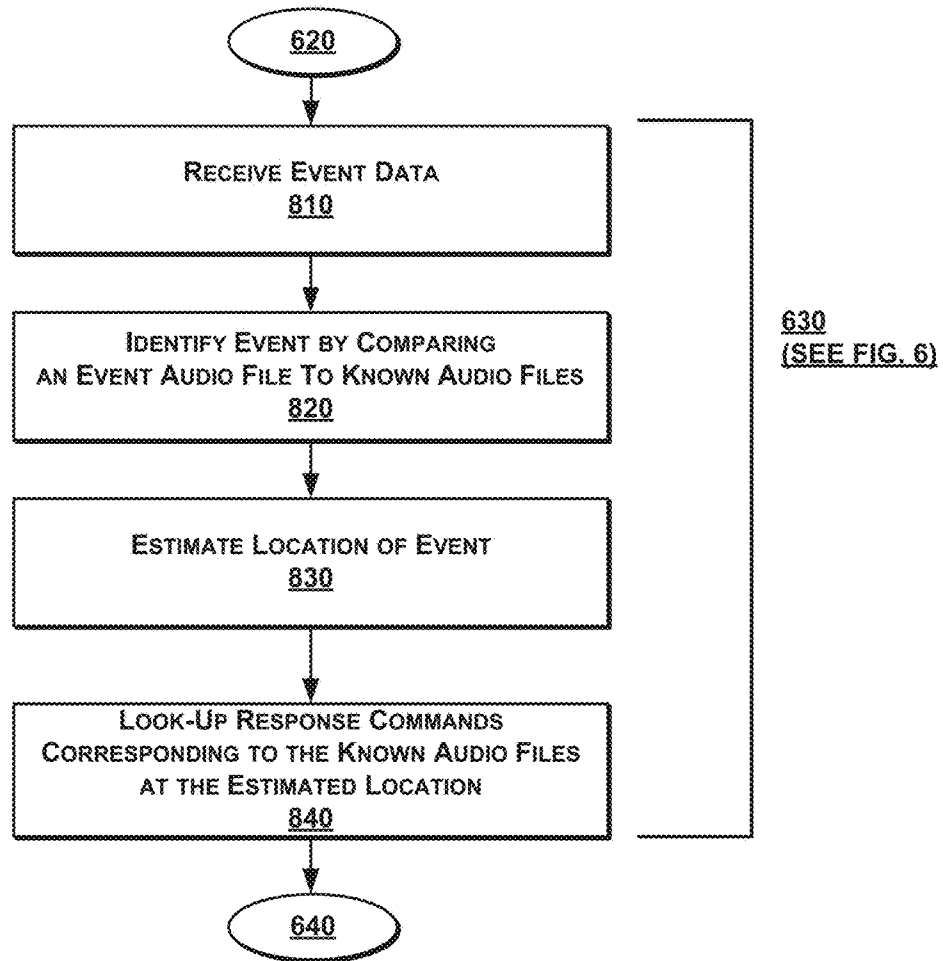 620
RECEIVE EVENT DATA
810
IDENTIFY EVENT BY COMPARING
AN EVENT AUDIO FILE TO KNOWN AUDIO FILES
820
630
(SEE FIG. 6)
ESTIMATE LOCATION OF EVENT
830
LOOK-UP RESPONSE COMMANDS
CORRESPONDING TO THE KNOWN AUDIO FILES
AT THE ESTIMATED LOCATION
840
640